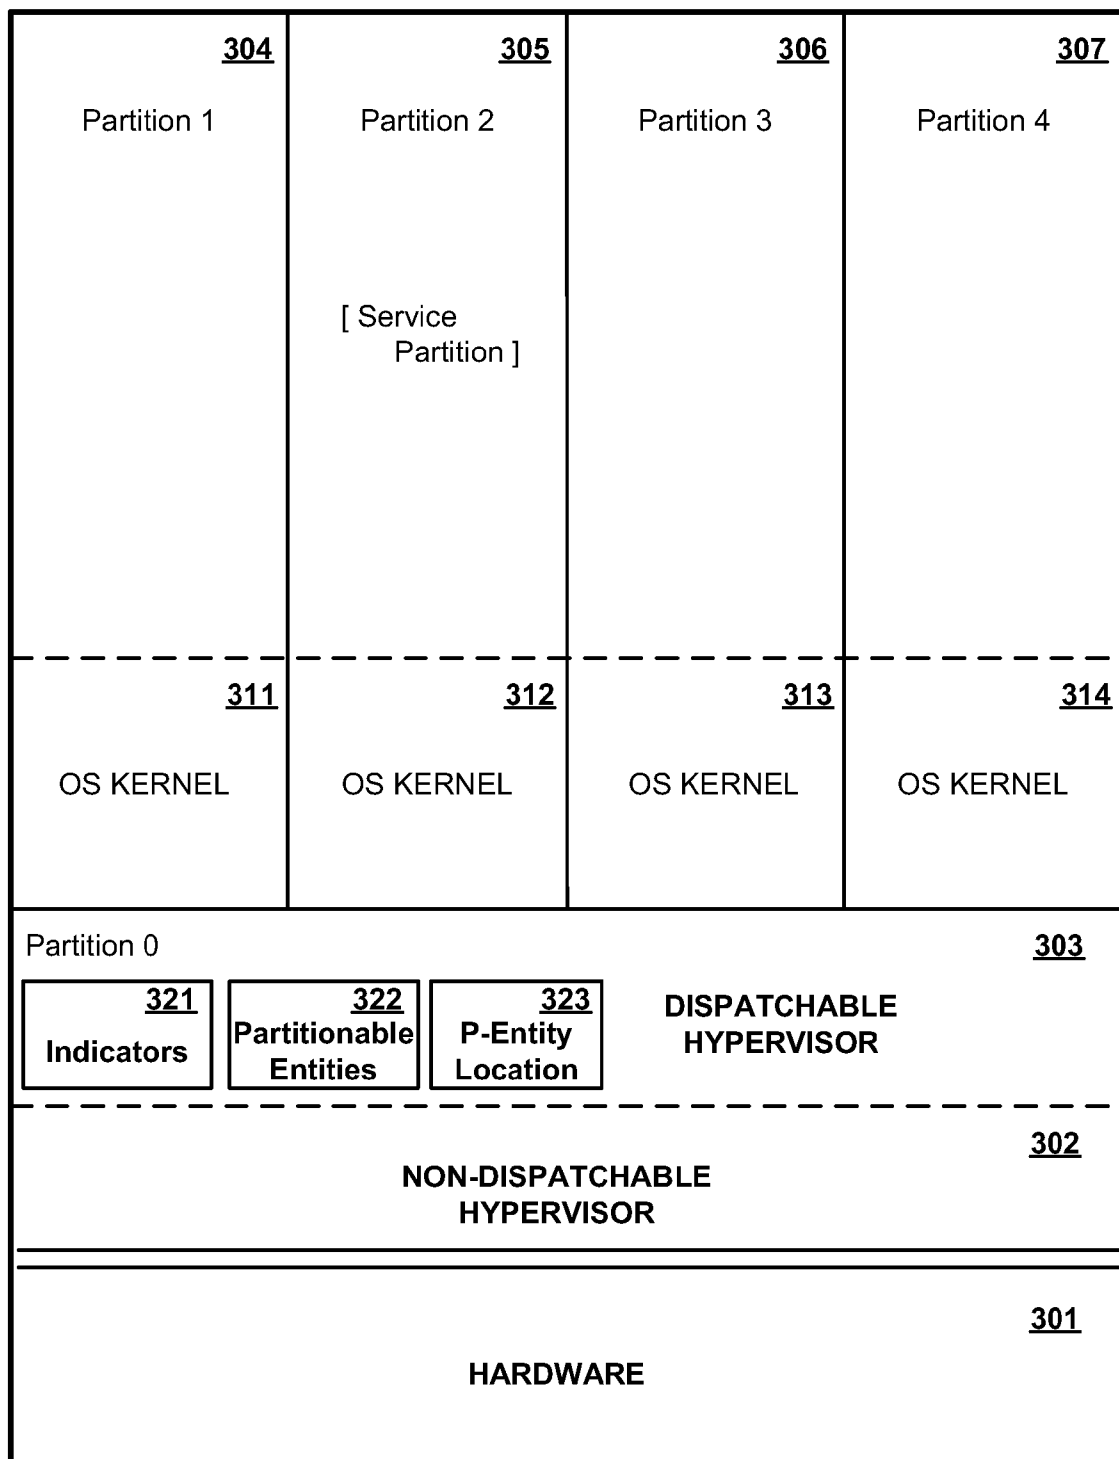 304
305
306
307
Partition 1
Partition 2
Partition 3
Partition 4
[ Service
Partition ]
311
312
313
314
OS KERNEL
OS KERNEL
OS KERNEL
OS KERNEL
Partition 0
303
321
Indicators
322
Partitionable
Entities
323
P-Entity
Location
DISPATCHABLE
HYPERVISOR
302
NON-DISPATCHABLE
HYPERVISOR
301
HARDWARE